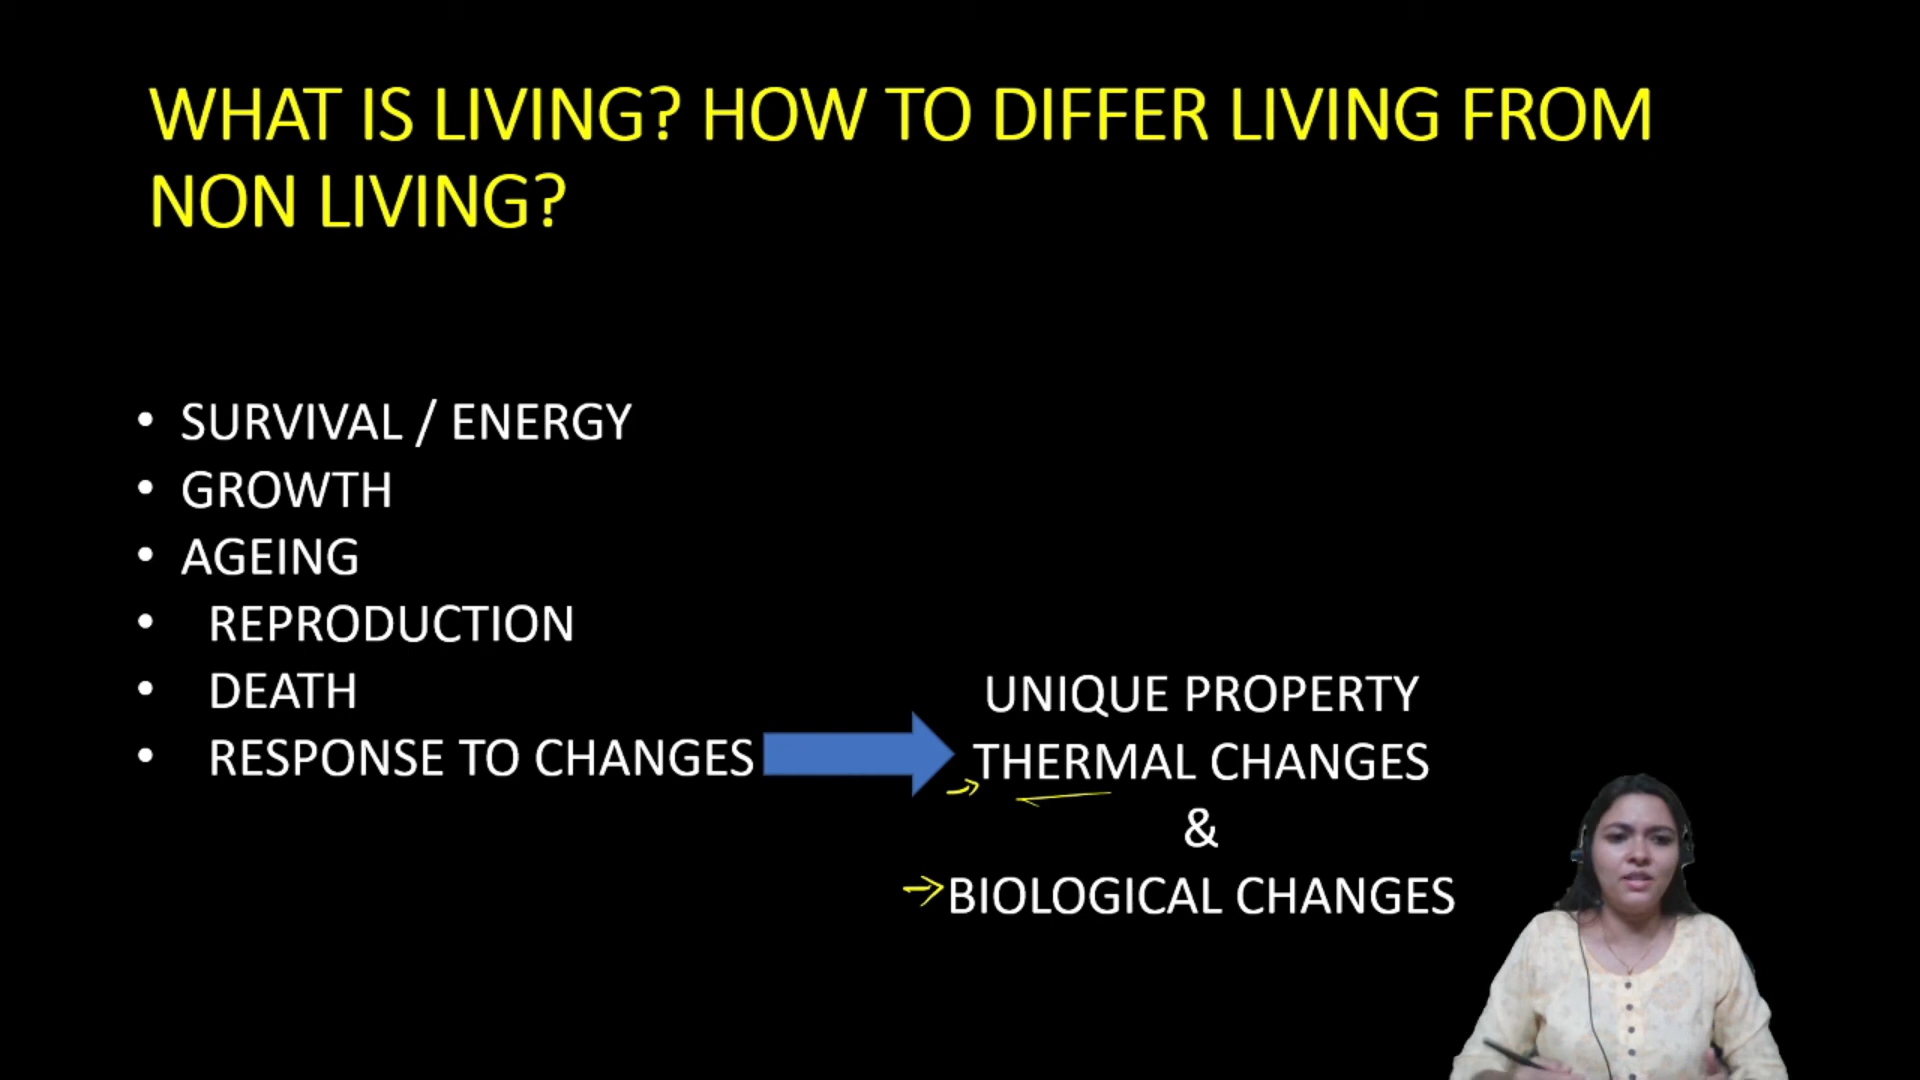 WHAT IS LIVING? HOW TO DIFFER LIVING FROM
NON LIVING?
• SURVIVAL / ENERGY
• GROWTH
• AGEING
• REPRODUCTION
• DEATH
• RESPONSE TO CHANGES
UNIQUE PROPERTY
THERMAL CHANGES
&
BIOLOGICAL CHANGES